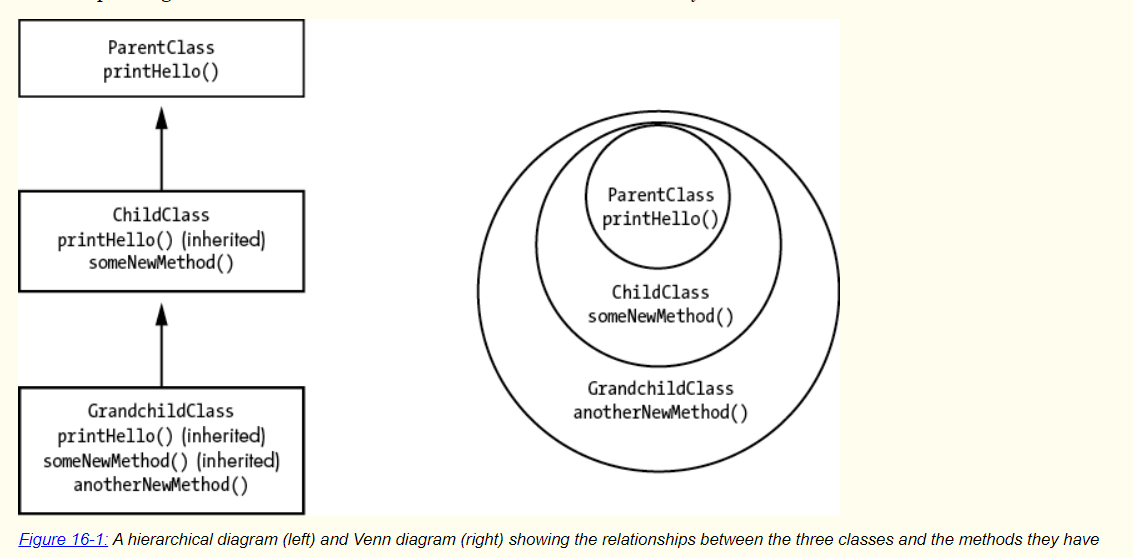 ParentClass
printHello()
ChildClass
printHello() (inherited)
someNewMethod()
GrandchildClass
printHello() (inherited)
someNewMethod() (inherited)
anotherNewMethod()
ParentClass
printHello()
ChildClass
someNewMethod()
GrandchildClass
anotherNewMethod()
Figure 16-1: A hierarchical diagram (left) and Venn diagram (right) showing the relationships between the three classes and the methods they have